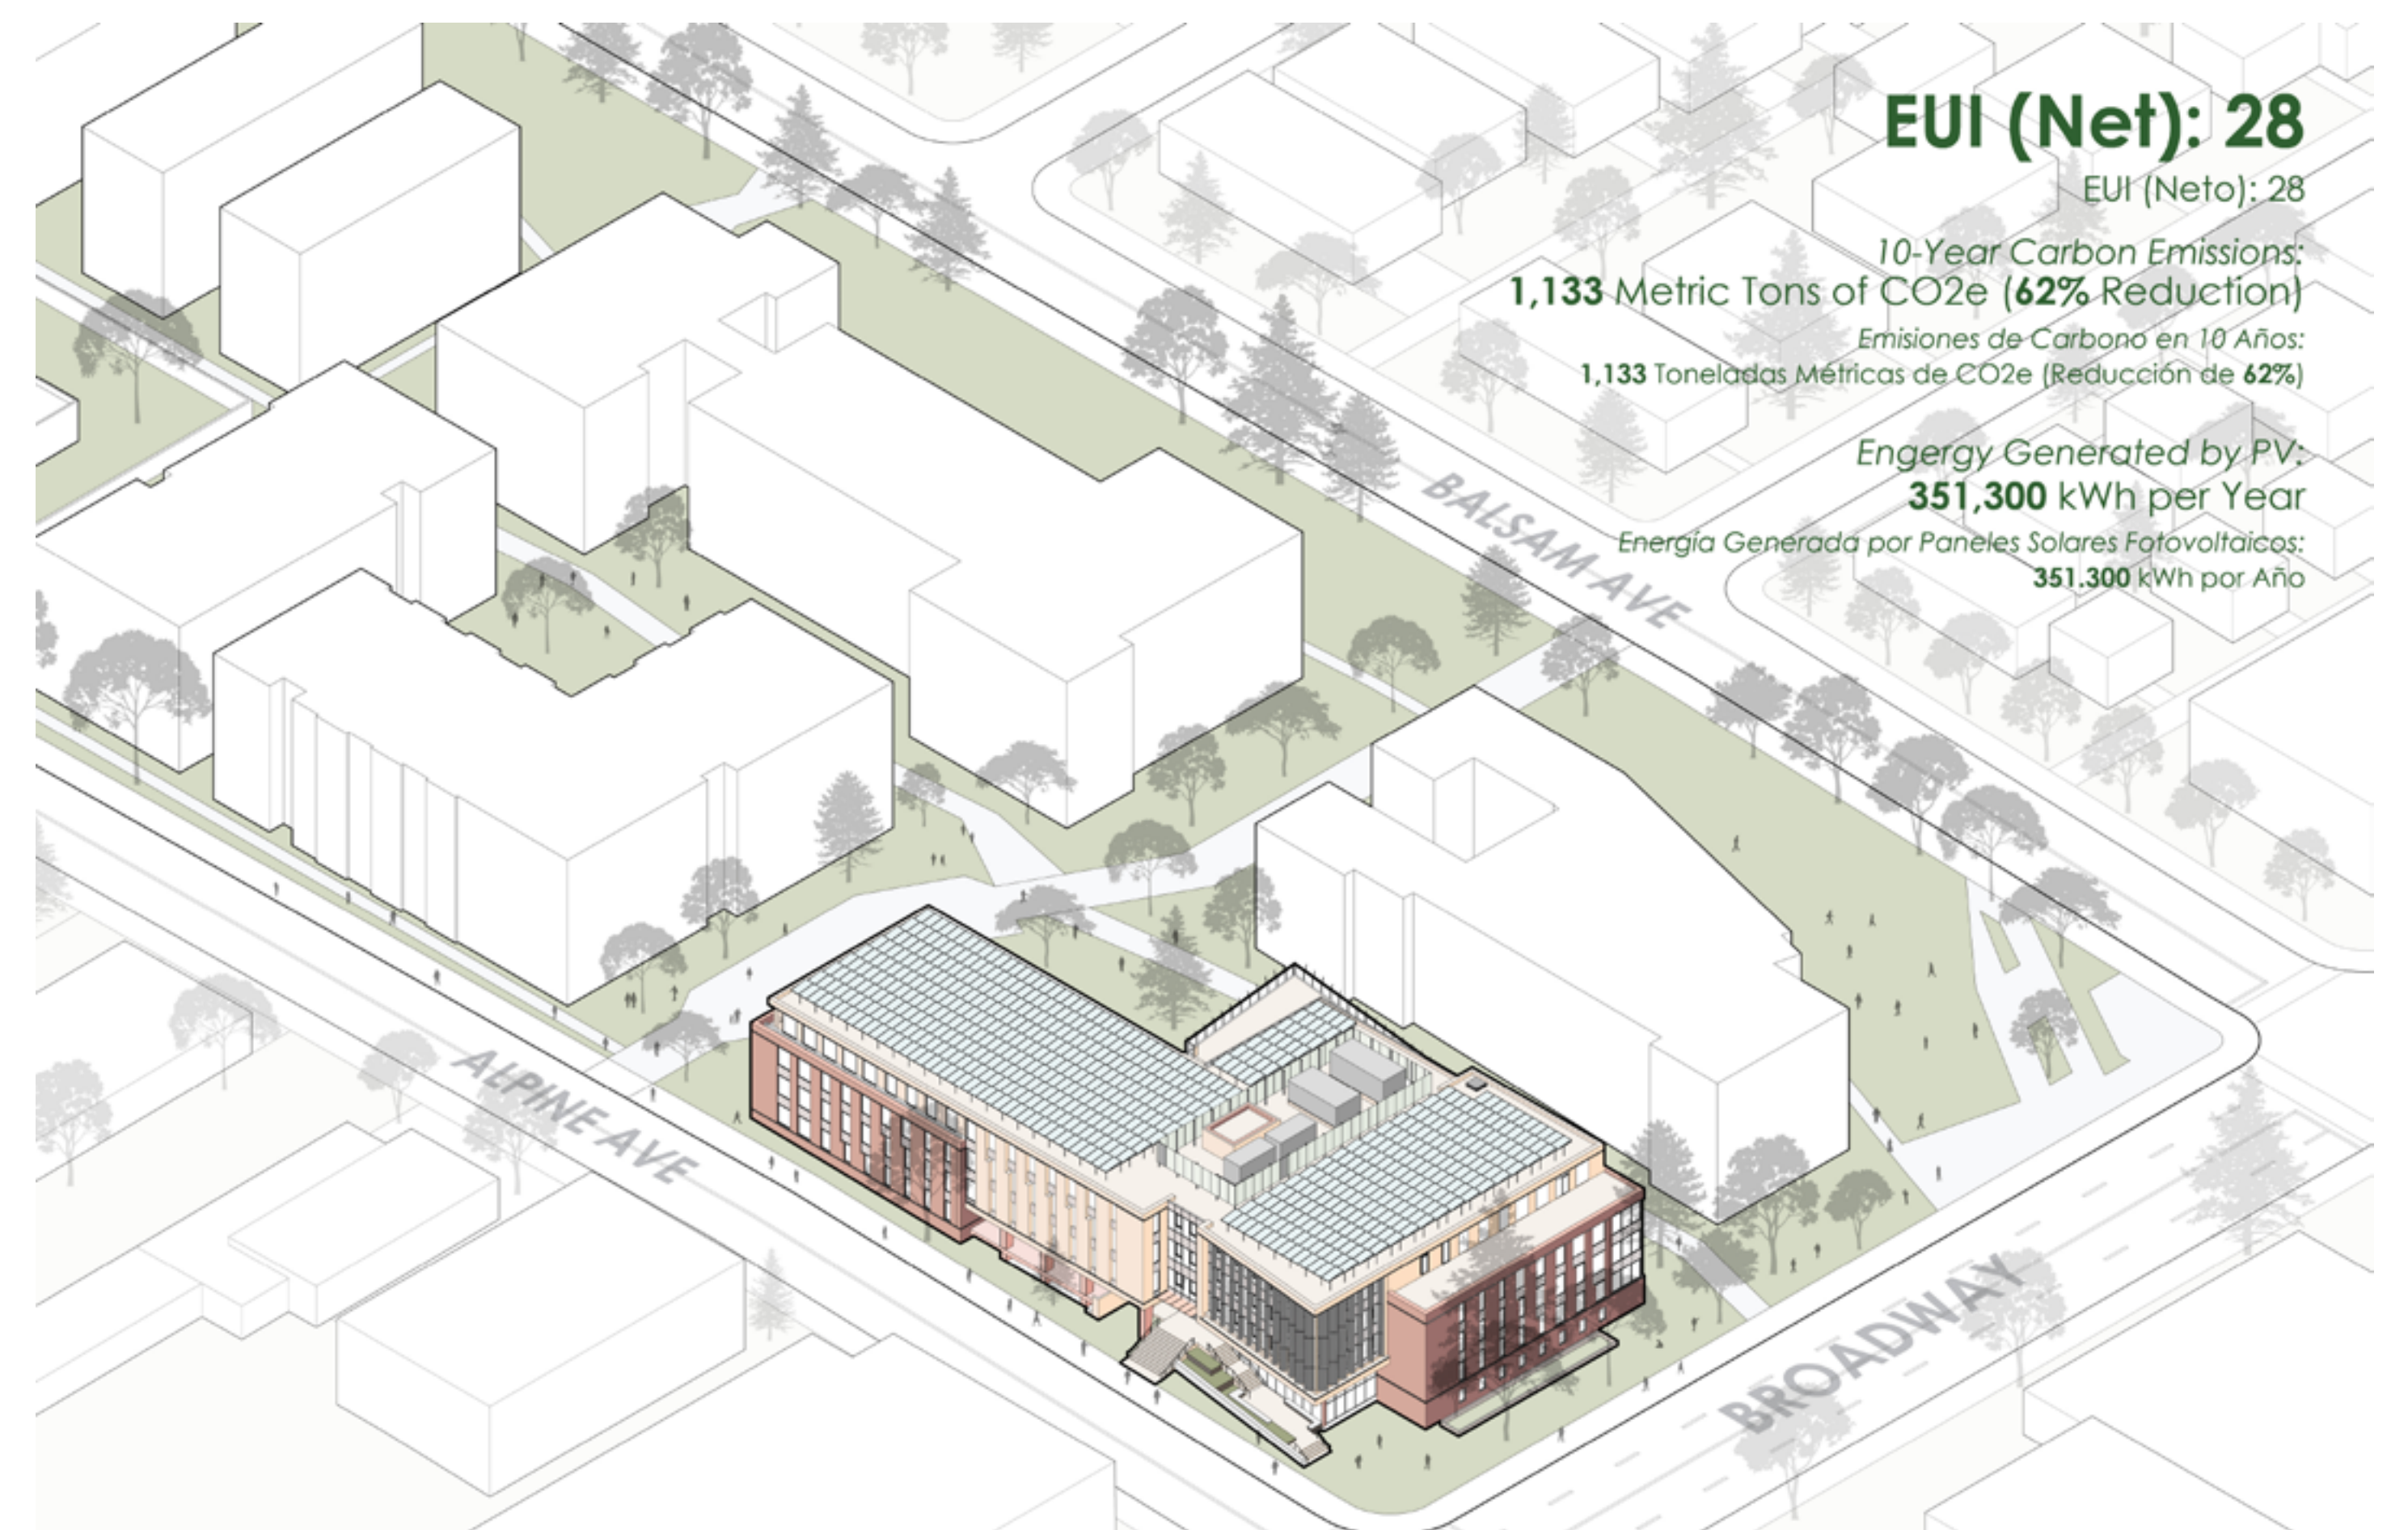 EUI (Net): 28
EUI (Neto): 28
10-Year Carbon Emissions:
1,133 Metric Tons of CO2e (62% Reduction)
Emisiones de Carbono en 10 Años:
1,133 Toneladas Métricas de CO2e (Reducción de 62%)
Engergy Generated by PV:
351,300 kWh per Year
Energía Generada por Paneles Solares Fotovoltaicos:
351.300 kWh por Año
BALSAM AVE
ALPINE AVE
BROADWAY